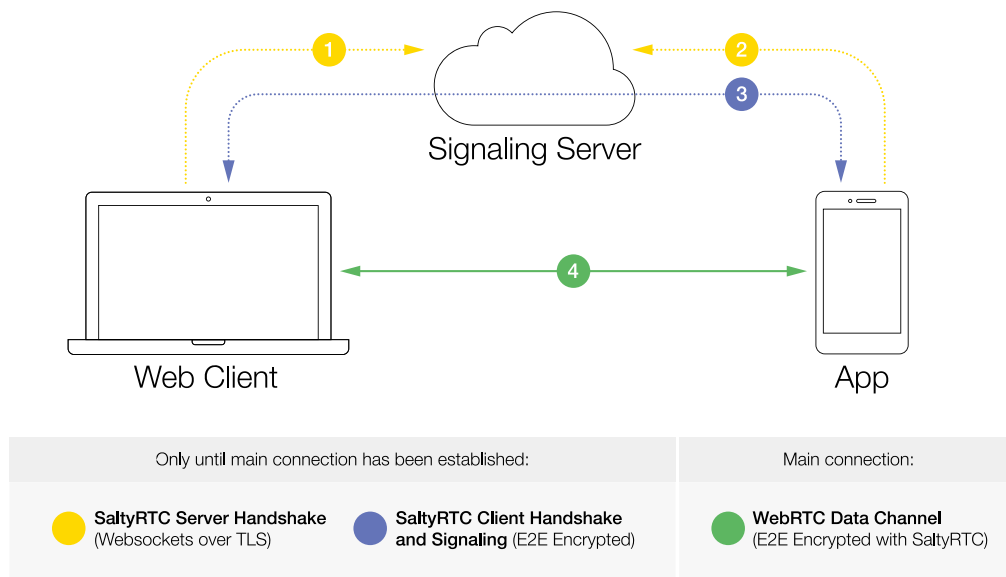 1
2
3
Signaling Server
4
Web Client
App
Only until main connection has been established:
Main connection:
SaltyRTC Server Handshake
(Websockets over TLS)
SaltyRTC Client Handshake
and Signaling (E2E Encrypted)
WebRTC Data Channel
(E2E Encrypted with SaltyRTC)